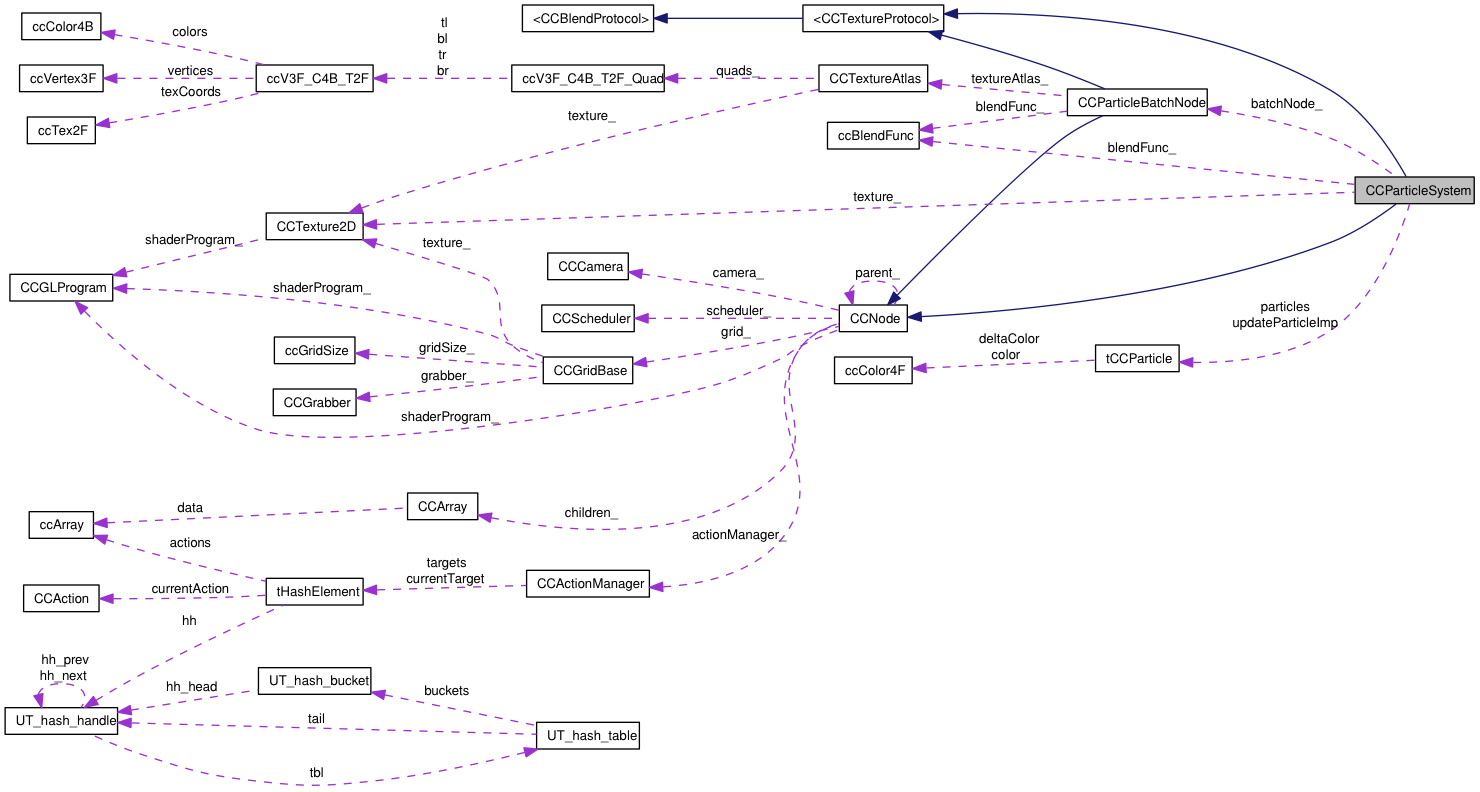 ccColor4B
colors
tl
bl
tr
br
<CCBlendProtocol>
<CCTextureProtocol>
ccVertex3F
vertices
texCoords
ccV3F_C4B_T2F
ccV3F_C4B_T2F_Quad
quads_
CCTextureAtlas
textureAtlas_
blendFunc_
CCParticleBatchNode
batchNode_
ccTex2F
texture_
ccBlendFunc
blendFunc_
CCParticleSystem
texture_
CCTexture2D
shaderProgram_
texture_
CCCamera
camera_
parent_
CCGLProgram
shaderProgram_
CCScheduler
scheduler_
CCNode
particles
updateParticleImp
grid_
ccGridSize
gridSize_
grabber_
CCGridBase
deltaColor
color
ccColor4F
tCCParticle
CCGrabber
shaderProgram_
data
CCArray
children_
ccArray
actions
actionManager_
targets
currentTarget
CCActionManager
CCAction
currentAction
tHashElement
hh
hh_prev
hh_next
hh_head
UT_hash_bucket
buckets
UT_hash_handle
tail
UT_hash_table
tbl